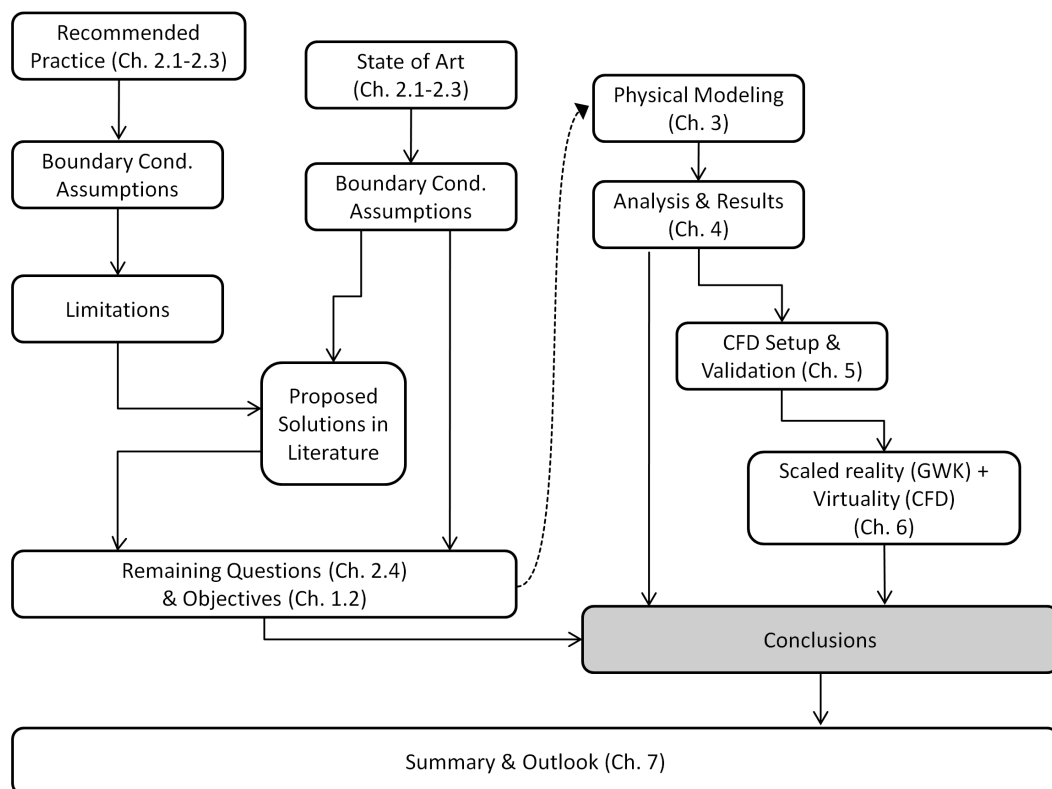 Recommended
Practice (Ch. 2.1-2.3)
Boundary Cond.
Assumptions
Limitations
State of Art
(Ch. 2.1-2.3)
Boundary Cond.
Assumptions
Proposed
Solutions in
Literature
Remaining Questions (Ch. 2.4)
& Objectives (Ch. 1.2)
Physical Modeling
(Ch. 3)
Analysis & Results
(Ch. 4)
CFD Setup &
Validation (Ch. 5)
Scaled reality (GWK) +
Virtuality (CFD)
(Ch. 6)
Conclusions
Summary & Outlook (Ch. 7)